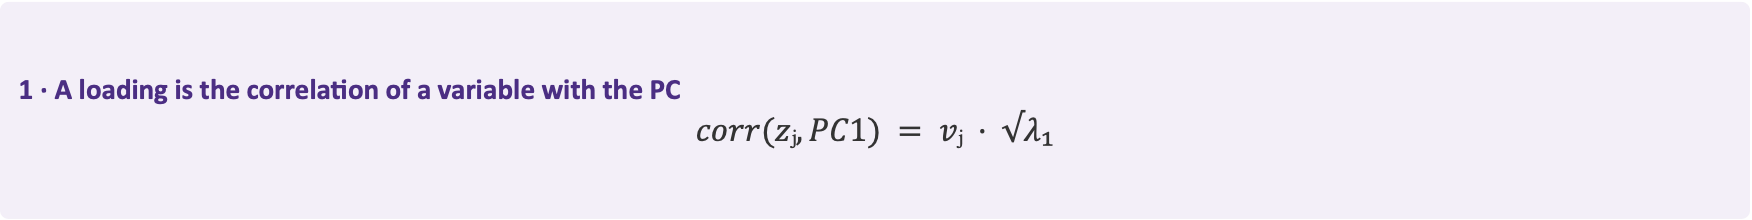 1 · A loading is the correlation of a variable with the PC
corr(zⱼ, PC1) = vⱼ · √λ₁